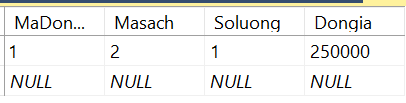 MaDon... Masach Soluong Dongia
1 2 1 250000
NULL NULL NULL NULL